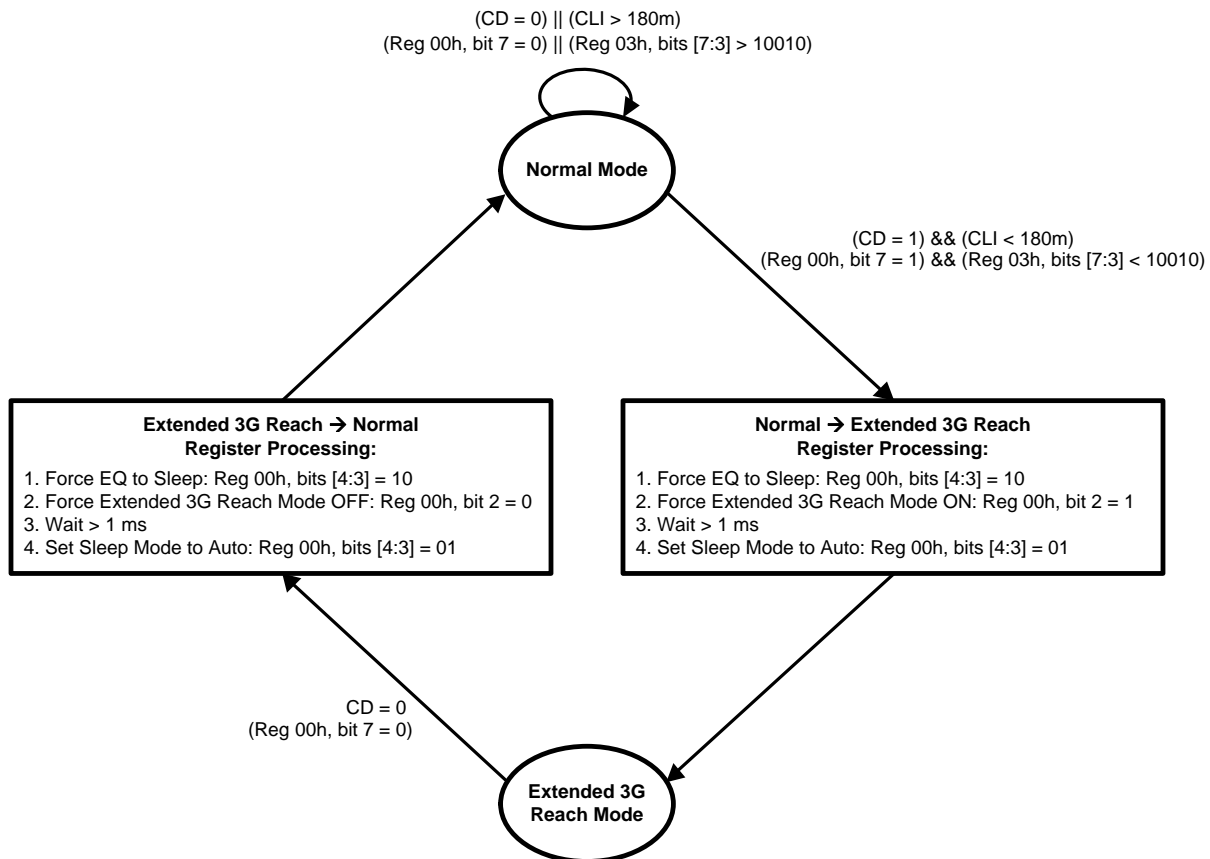 (CD = 0) || (CLI > 180m)
(Reg 00h, bit 7 = 0) || (Reg 03h, bits [7:3] > 10010)
Normal Mode
(CD = 1) && (CLI < 180m)
(Reg 00h, bit 7 = 1) && (Reg 03h, bits [7:3] < 10010)
Extended 3G Reach → Normal
Register Processing:
1. Force EQ to Sleep: Reg 00h, bits [4:3] = 10
2. Force Extended 3G Reach Mode OFF: Reg 00h, bit 2 = 0
3. Wait > 1 ms
4. Set Sleep Mode to Auto: Reg 00h, bits [4:3] = 01
Normal → Extended 3G Reach
Register Processing:
1. Force EQ to Sleep: Reg 00h, bits [4:3] = 10
2. Force Extended 3G Reach Mode ON: Reg 00h, bit 2 = 1
3. Wait > 1 ms
4. Set Sleep Mode to Auto: Reg 00h, bits [4:3] = 01
CD = 0
(Reg 00h, bit 7 = 0)
Extended 3G
Reach Mode